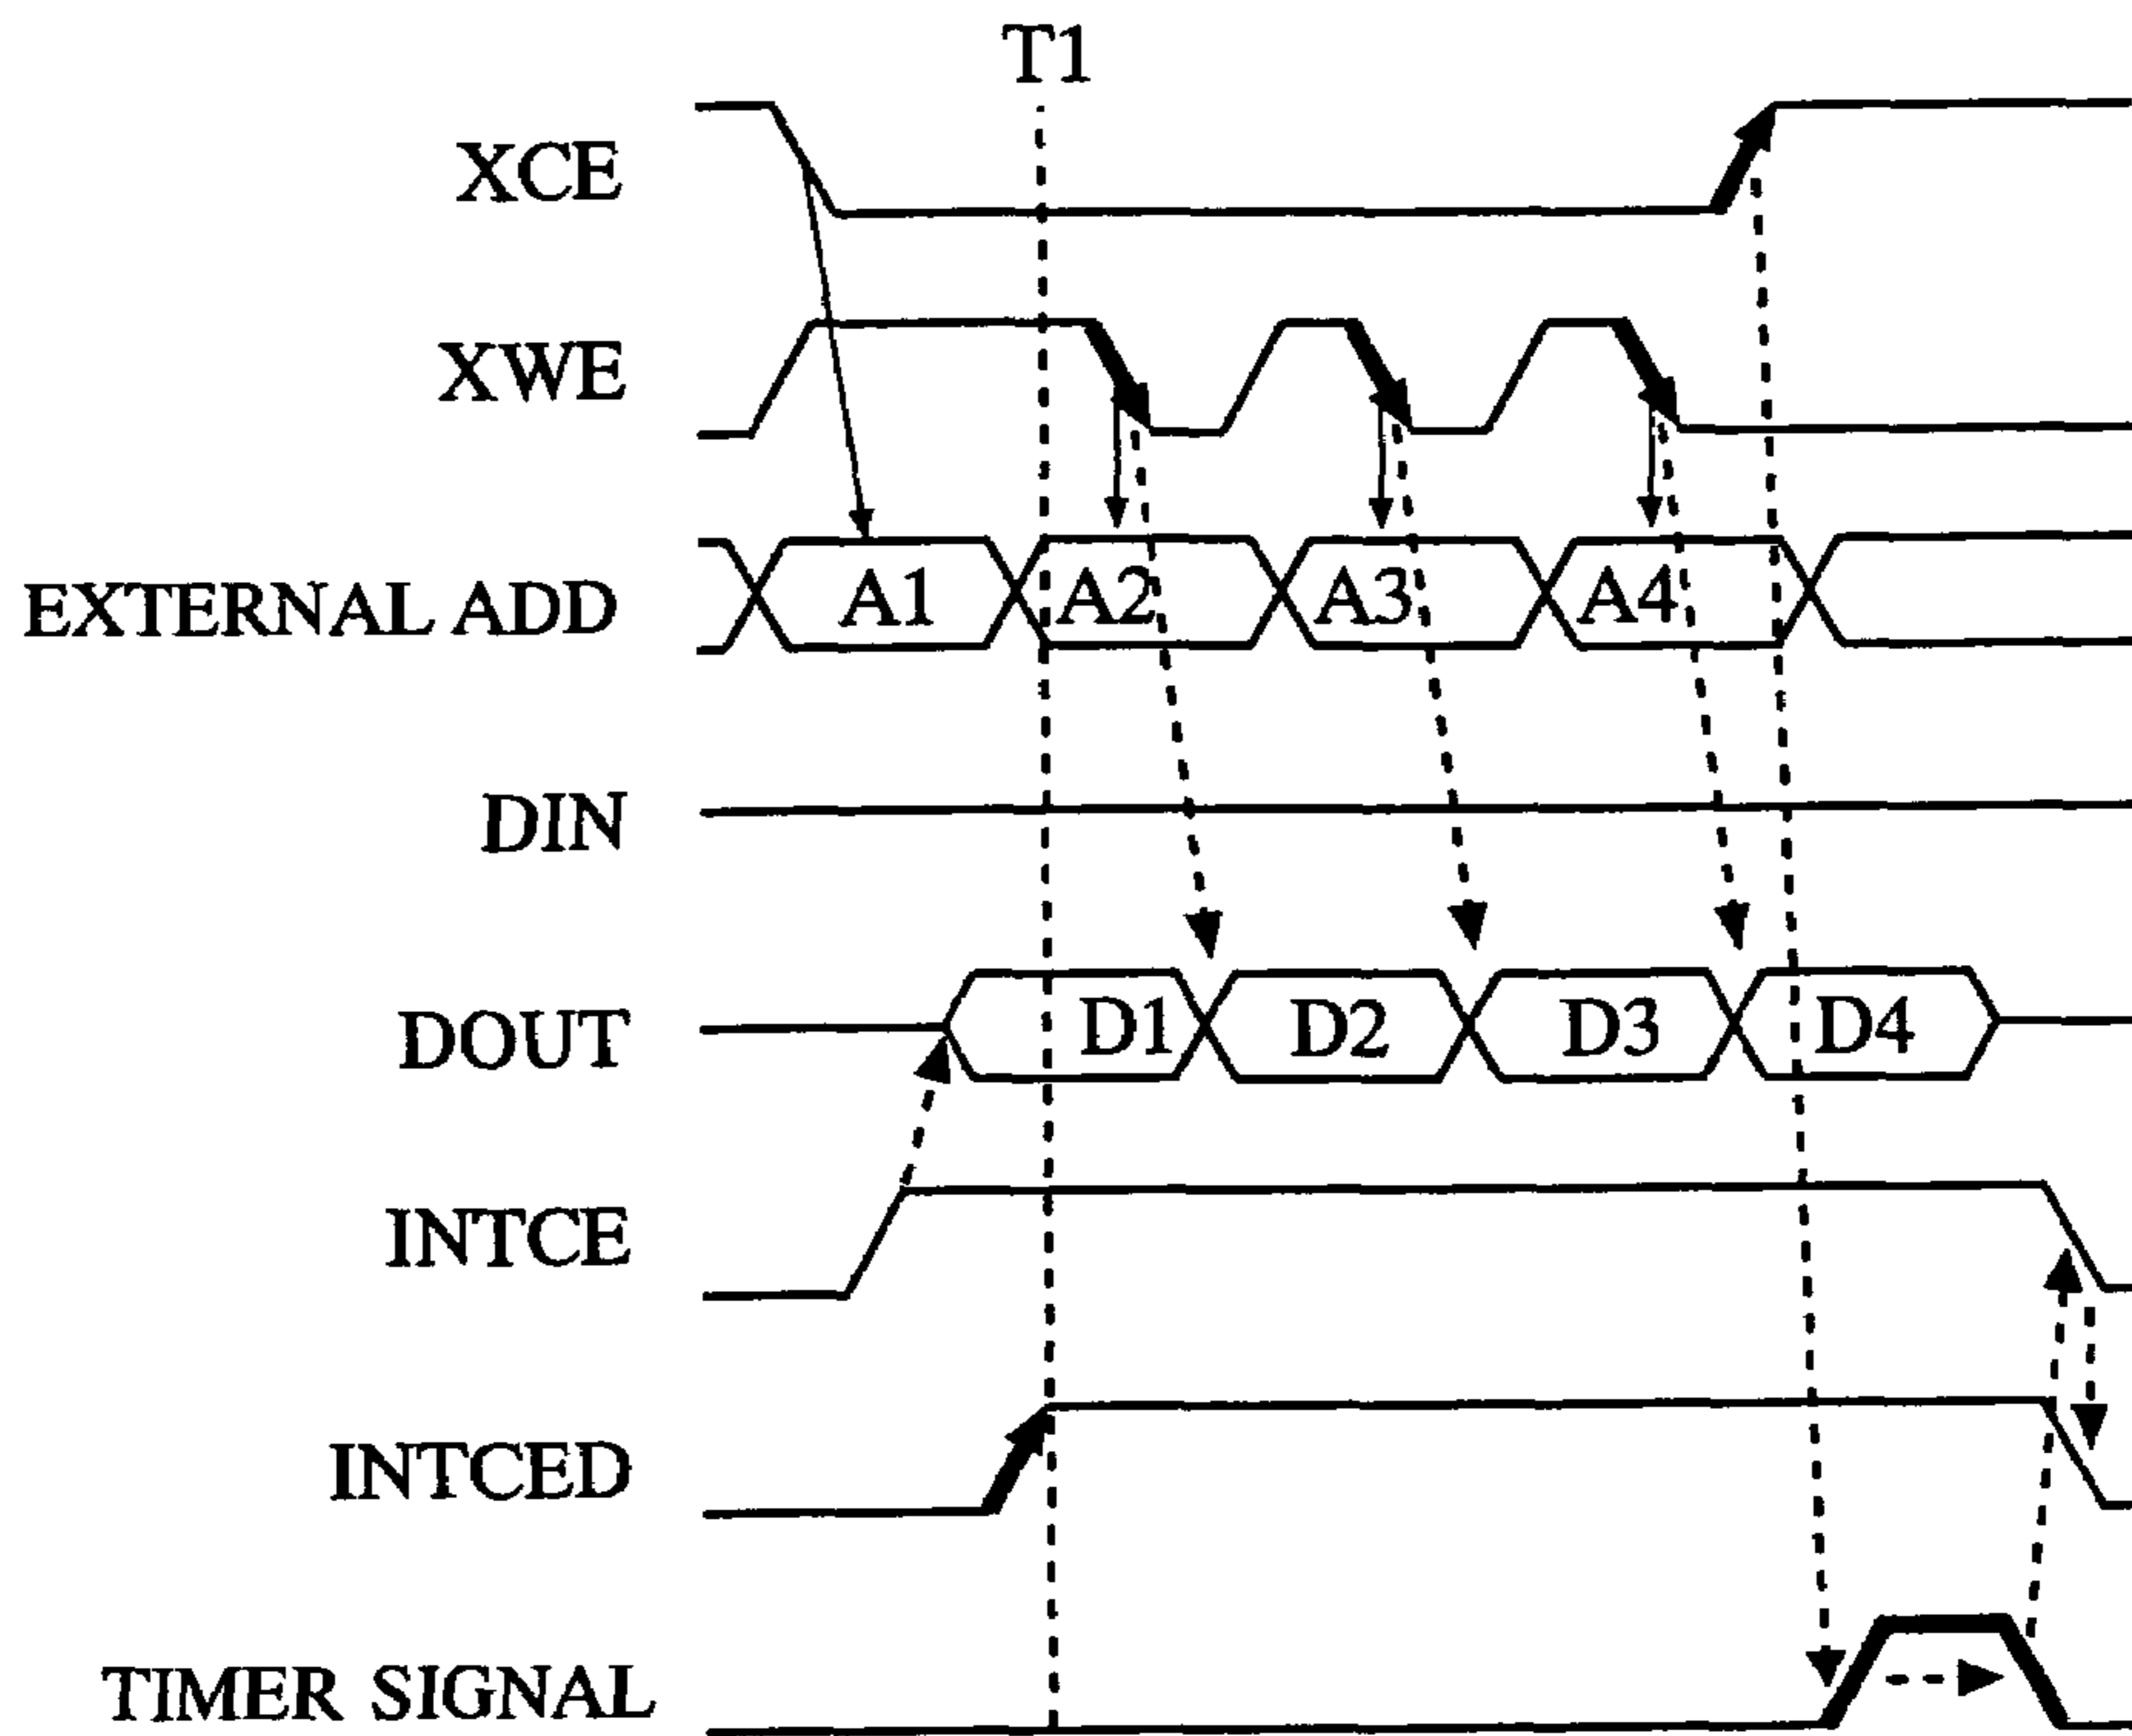 T1
XCE
XWE
EXTERNAL ADD A1 A2 A3 A4
DIN
DOUT D1 D2 D3 D4
INTCE
INTCED
TIMER SIGNAL